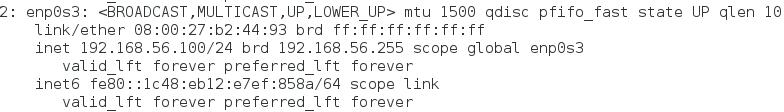 2: enp0s3: <BROADCAST,MULTICAST,UP,LOWER_UP> mtu 1500 qdisc pfifo_fast state UP qlen 10
link/ether 08:00:27:b2:44:93 brd ff:ff:ff:ff:ff:ff
inet 192.168.56.100/24 brd 192.168.56.255 scope global enp0s3
valid_lft forever preferred_lft forever
inet6 fe80::1c48:eb12:e7ef:858a/64 scope link
valid_lft forever preferred_lft forever